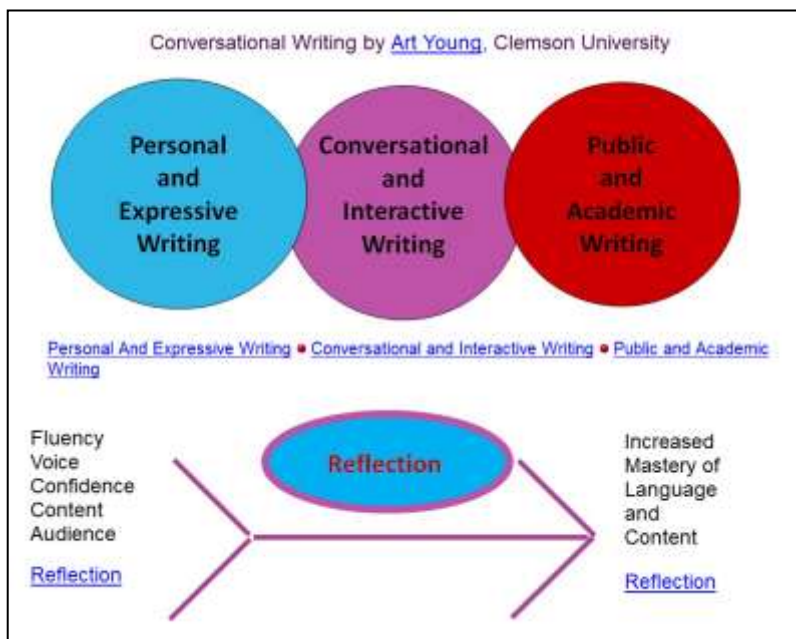 Conversational Writing by Art Young, Clemson University
Personal
and
Expressive
Writing
Conversational
and
Interactive
Writing
Public
and
Academic
Writing
Personal And Expressive Writing • Conversational and Interactive Writing • Public and Academic
Writing
Fluency
Voice
Confidence
Content
Audience
Reflection
Reflection
Increased
Mastery of
Language
and
Content
Reflection